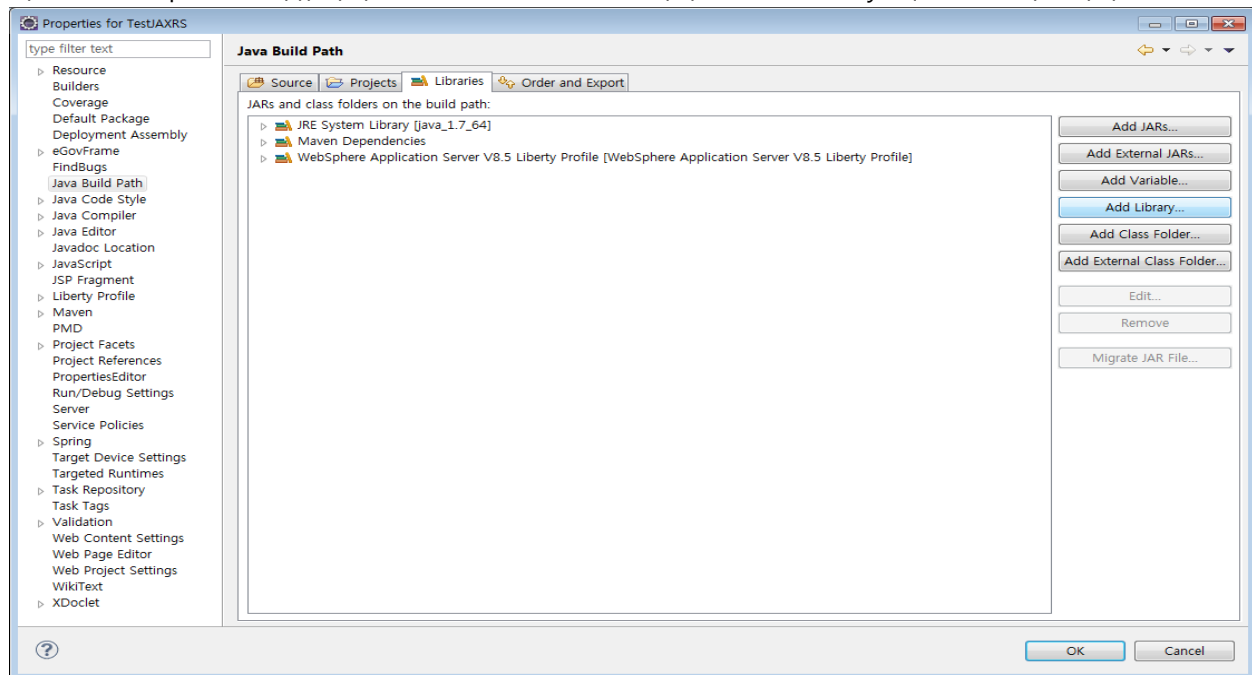 Properties for TestJAXRS
type filter text
Resource
Builders
Coverage
Default Package
Deployment Assembly
eGovFrame
FindBugs
Java Build Path
Java Code Style
Java Compiler
Java Editor
Javadoc Location
JavaScript
JSP Fragment
Liberty Profile
Maven
PMD
Project Facets
Project References
PropertiesEditor
Run/Debug Settings
Server
Service Policies
Spring
Target Device Settings
Targeted Runtimes
Task Repository
Task Tags
Validation
Web Content Settings
Web Page Editor
Web Project Settings
WikiText
XDoclet
Java Build Path
Source Projects Libraries Order and Export
JARs and class folders on the build path:
JRE System Library [java_1.7_64]
Maven Dependencies
WebSphere Application Server V8.5 Liberty Profile [WebSphere Application Server V8.5 Liberty Profile]
Add JARs...
Add External JARs...
Add Variable...
Add Library...
Add Class Folder...
Add External Class Folder...
Edit...
Remove
Migrate JAR File...
OK Cancel